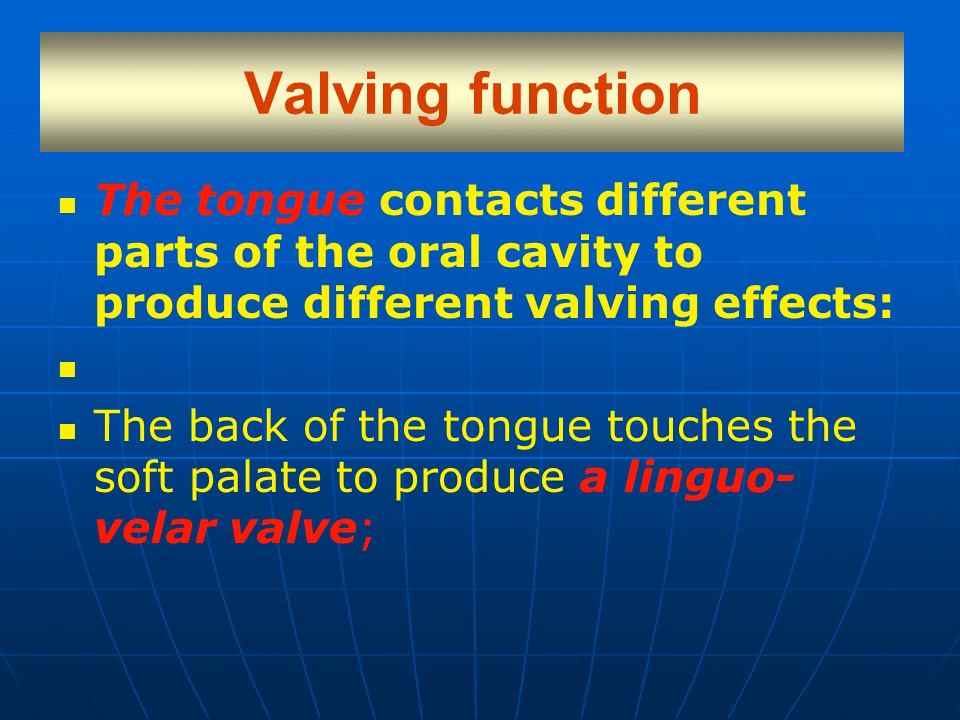 Valving function
The tongue contacts different
parts of the oral cavity to
produce different valving effects:
The back of the tongue touches the
soft palate to produce a linguo-
velar valve;